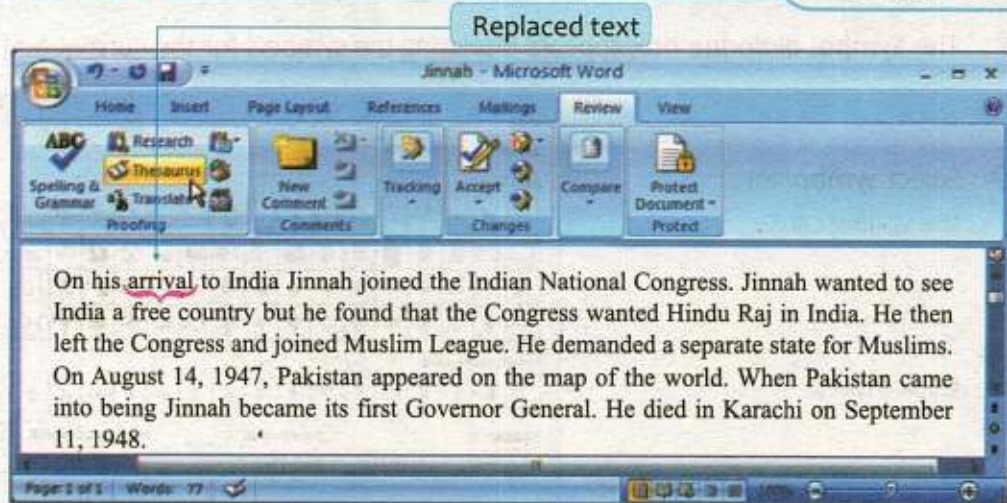 Replaced text
Jinnah - Microsoft Word
Home Insert Page Layout References Mailings Review View
ABC
Research
Thesaurus
Translate
Spelling & Grammar
New Comment
Tracking
Accept
Compare
Protect Document
Proofing Comments Changes Protect
On his arrival to India Jinnah joined the Indian National Congress. Jinnah wanted to see
India a free country but he found that the Congress wanted Hindu Raj in India. He then
left the Congress and joined Muslim League. He demanded a separate state for Muslims.
On August 14, 1947, Pakistan appeared on the map of the world. When Pakistan came
into being Jinnah became its first Governor General. He died in Karachi on September
11, 1948.
Page: 1 of 1 Words: 77 100%